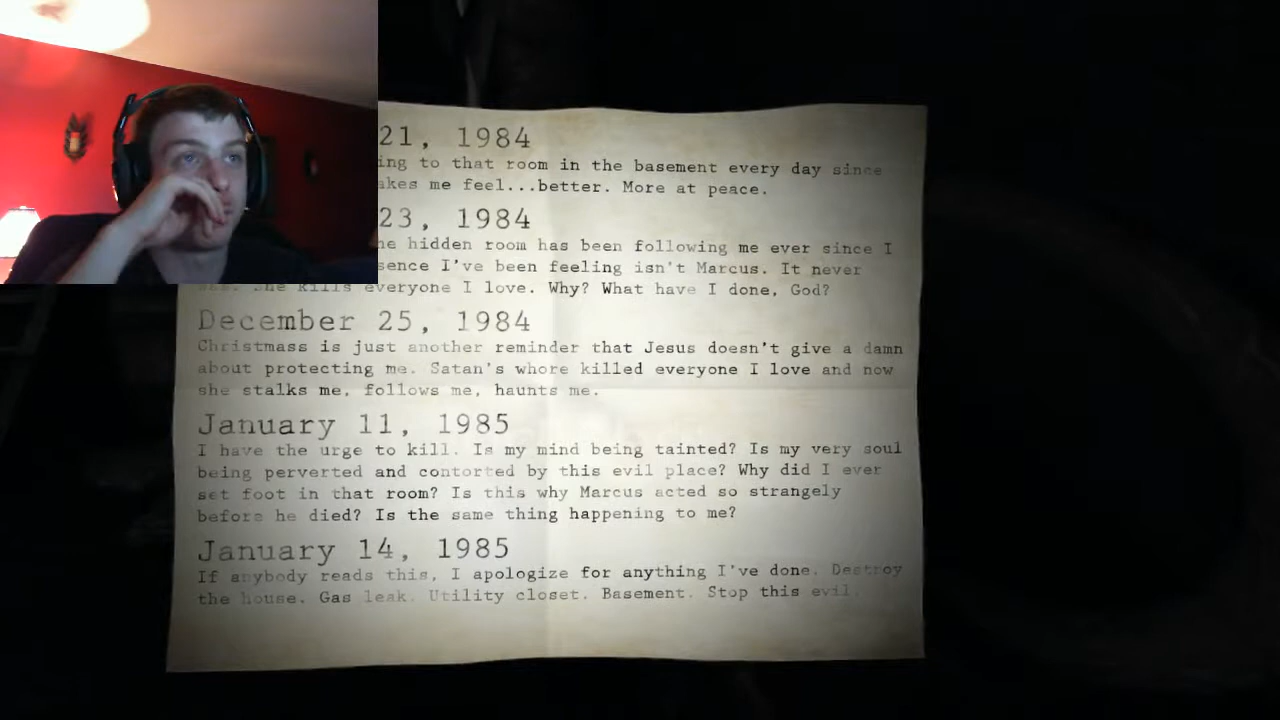 21, 1984
ing to that room in the basement every day since
akes me feel...better. More at peace.
23, 1984
he hidden room has been following me ever since I
sence I've been feeling isn't Marcus. It never
She kills everyone I love. Why? What have I done, God?
December 25, 1984
Christmass is just another reminder that Jesus doesn't give a damn
about protecting me. Satan's whore killed everyone I love and now
she stalks me, follows me, haunts me.
January 11, 1985
I have the urge to kill. Is my mind being tainted? Is my very soul
being perverted and contorted by this evil place? Why did I ever
set foot in that room? Is this why Marcus acted so strangely
before he died? Is the same thing happening to me?
January 14, 1985
If anybody reads this, I apologize for anything I've done. Destroy
the house. Gas leak. Utility closet. Basement. Stop this evil.